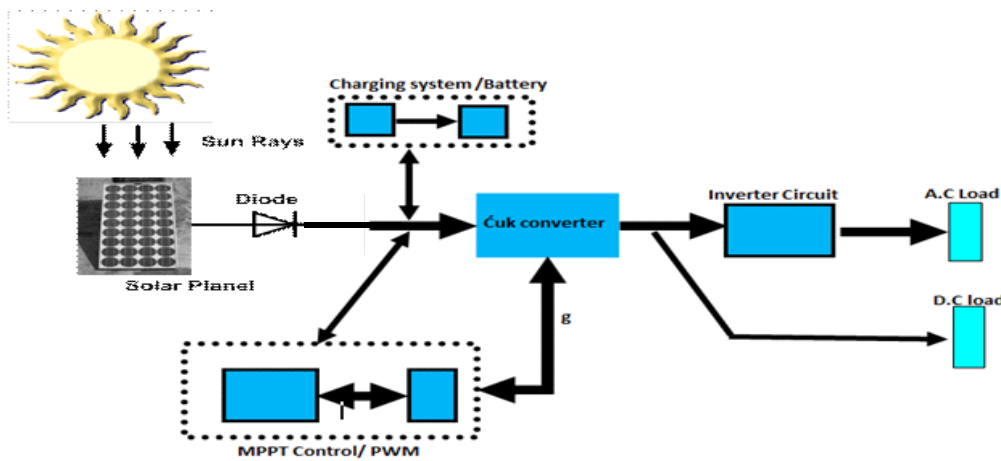 Charging system /Battery
Sun Rays
Diode
Inverter Circuit
A.C Load
Ćuk converter
Solar Planel
D.C load
g
MPPT Control/ PWM